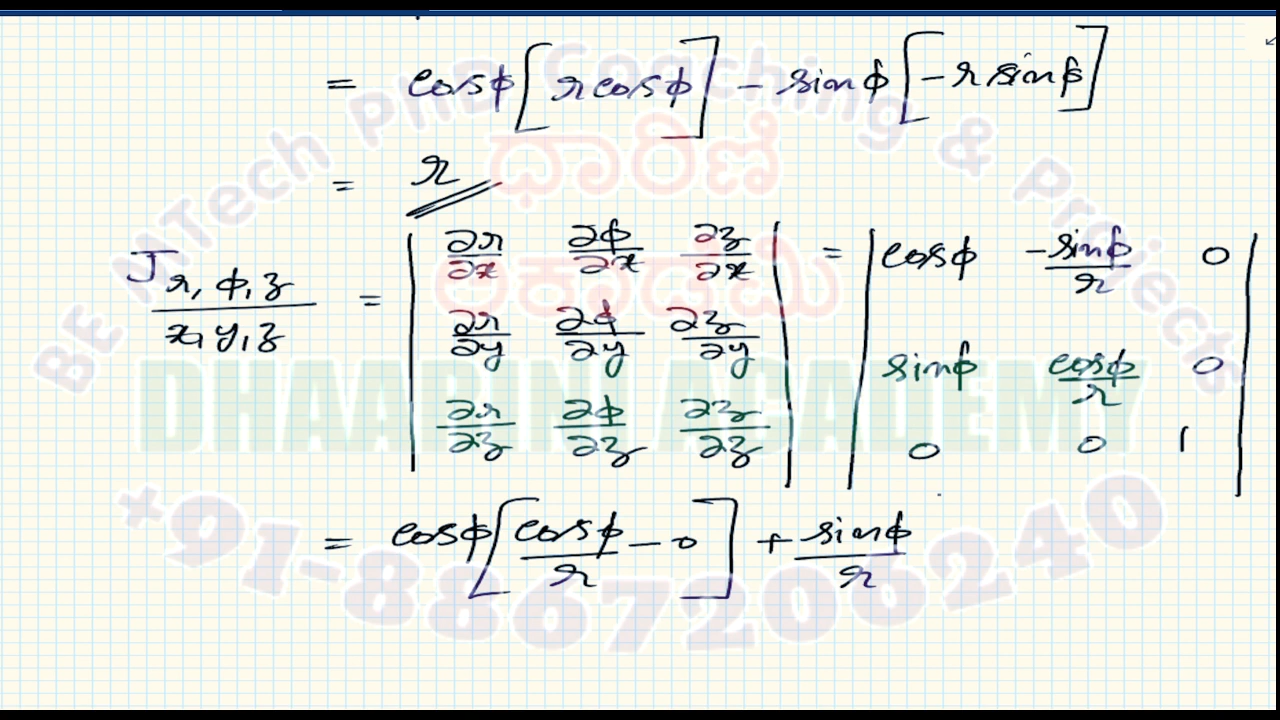 = cosφ[r cosφ] - sinφ[-r sinφ]
= r
J r, φ, z / x, y, z = | ∂r/∂x ∂φ/∂x ∂z/∂x | = | cosφ -sinφ/r 0 |
| ∂r/∂y ∂φ/∂y ∂z/∂y | | sinφ cosφ/r 0 |
| ∂r/∂z ∂φ/∂z ∂z/∂z | | 0 0 1 |
= cosφ[cosφ/r - 0] + sinφ/r
BE MTech PHD Coaching & Projects
ಧಾರಿಣಿ
ಅಕಾಡೆಮಿ
DHAARINI ACADEMY
+91-8867206240